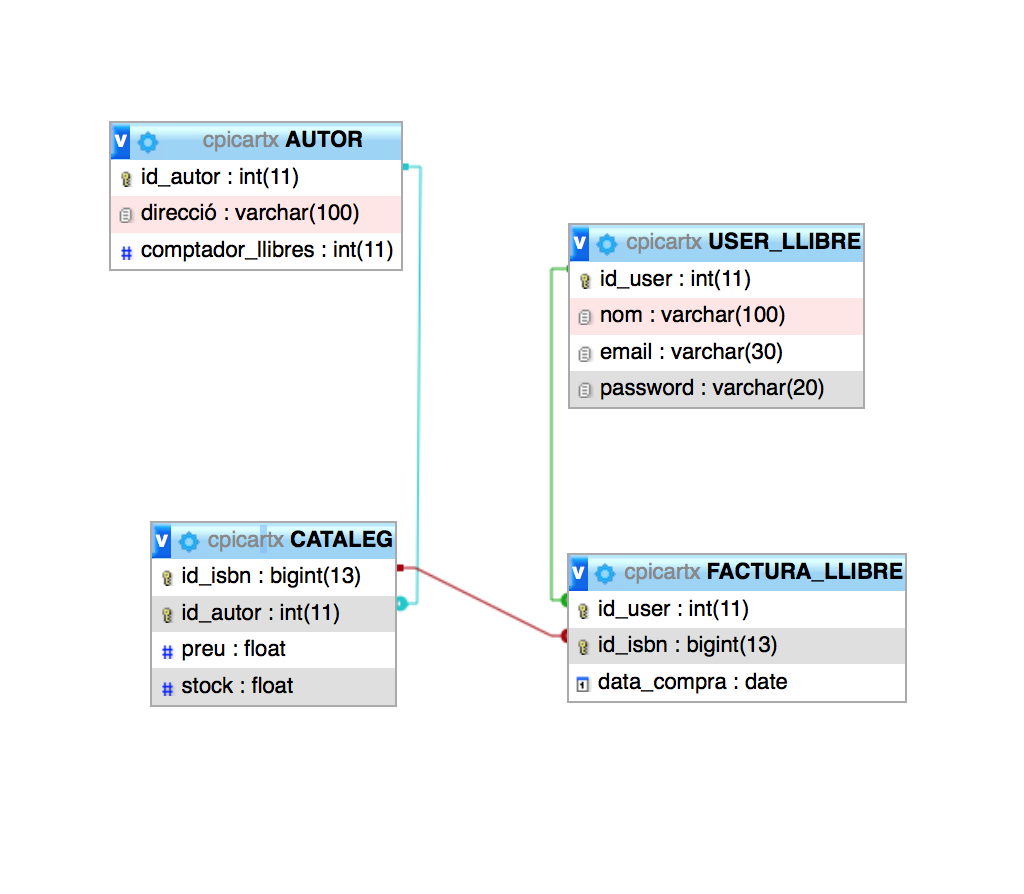 v cpicartx AUTOR
id_autor : int(11)
direcció : varchar(100)
# comptador_llibres : int(11)
v cpicartx USER_LLIBRE
id_user : int(11)
nom : varchar(100)
email : varchar(30)
password : varchar(20)
v cpicartx CATALEG
id_isbn : bigint(13)
id_autor : int(11)
# preu : float
# stock : float
v cpicartx FACTURA_LLIBRE
id_user : int(11)
id_isbn : bigint(13)
1 data_compra : date